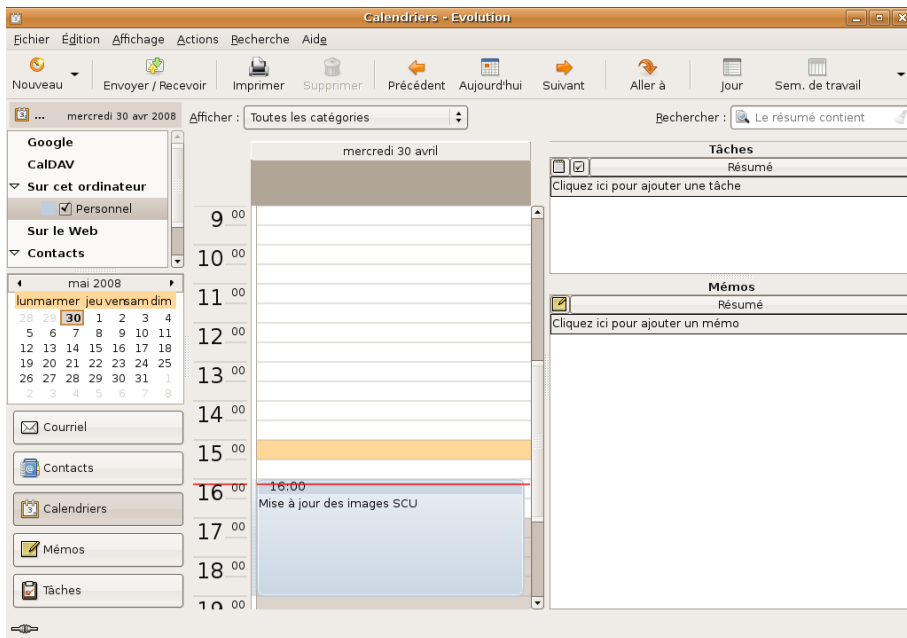 Calendriers - Evolution
Fichier Édition Affichage Actions Recherche Aide
Nouveau Envoyer / Recevoir Imprimer Supprimer Précédent Aujourd'hui Suivant Aller à Jour Sem. de travail
... mercredi 30 avr 2008
Afficher : Toutes les catégories
Rechercher : Le résumé contient
Google
CalDAV
Sur cet ordinateur
Personnel
Sur le Web
Contacts
mai 2008
lun mar mer jeu ven sam dim
28 29 30 1 2 3 4
5 6 7 8 9 10 11
12 13 14 15 16 17 18
19 20 21 22 23 24 25
26 27 28 29 30 31 1
2 3 4 5 6 7 8
Courriel
Contacts
Calendriers
Mémos
Tâches
mercredi 30 avril
9 00
10 00
11 00
12 00
13 00
14 00
15 00
16 00
17 00
18 00
19 00
16:00
Mise à jour des images SCU
Tâches
Résumé
Cliquez ici pour ajouter une tâche
Mémos
Résumé
Cliquez ici pour ajouter un mémo